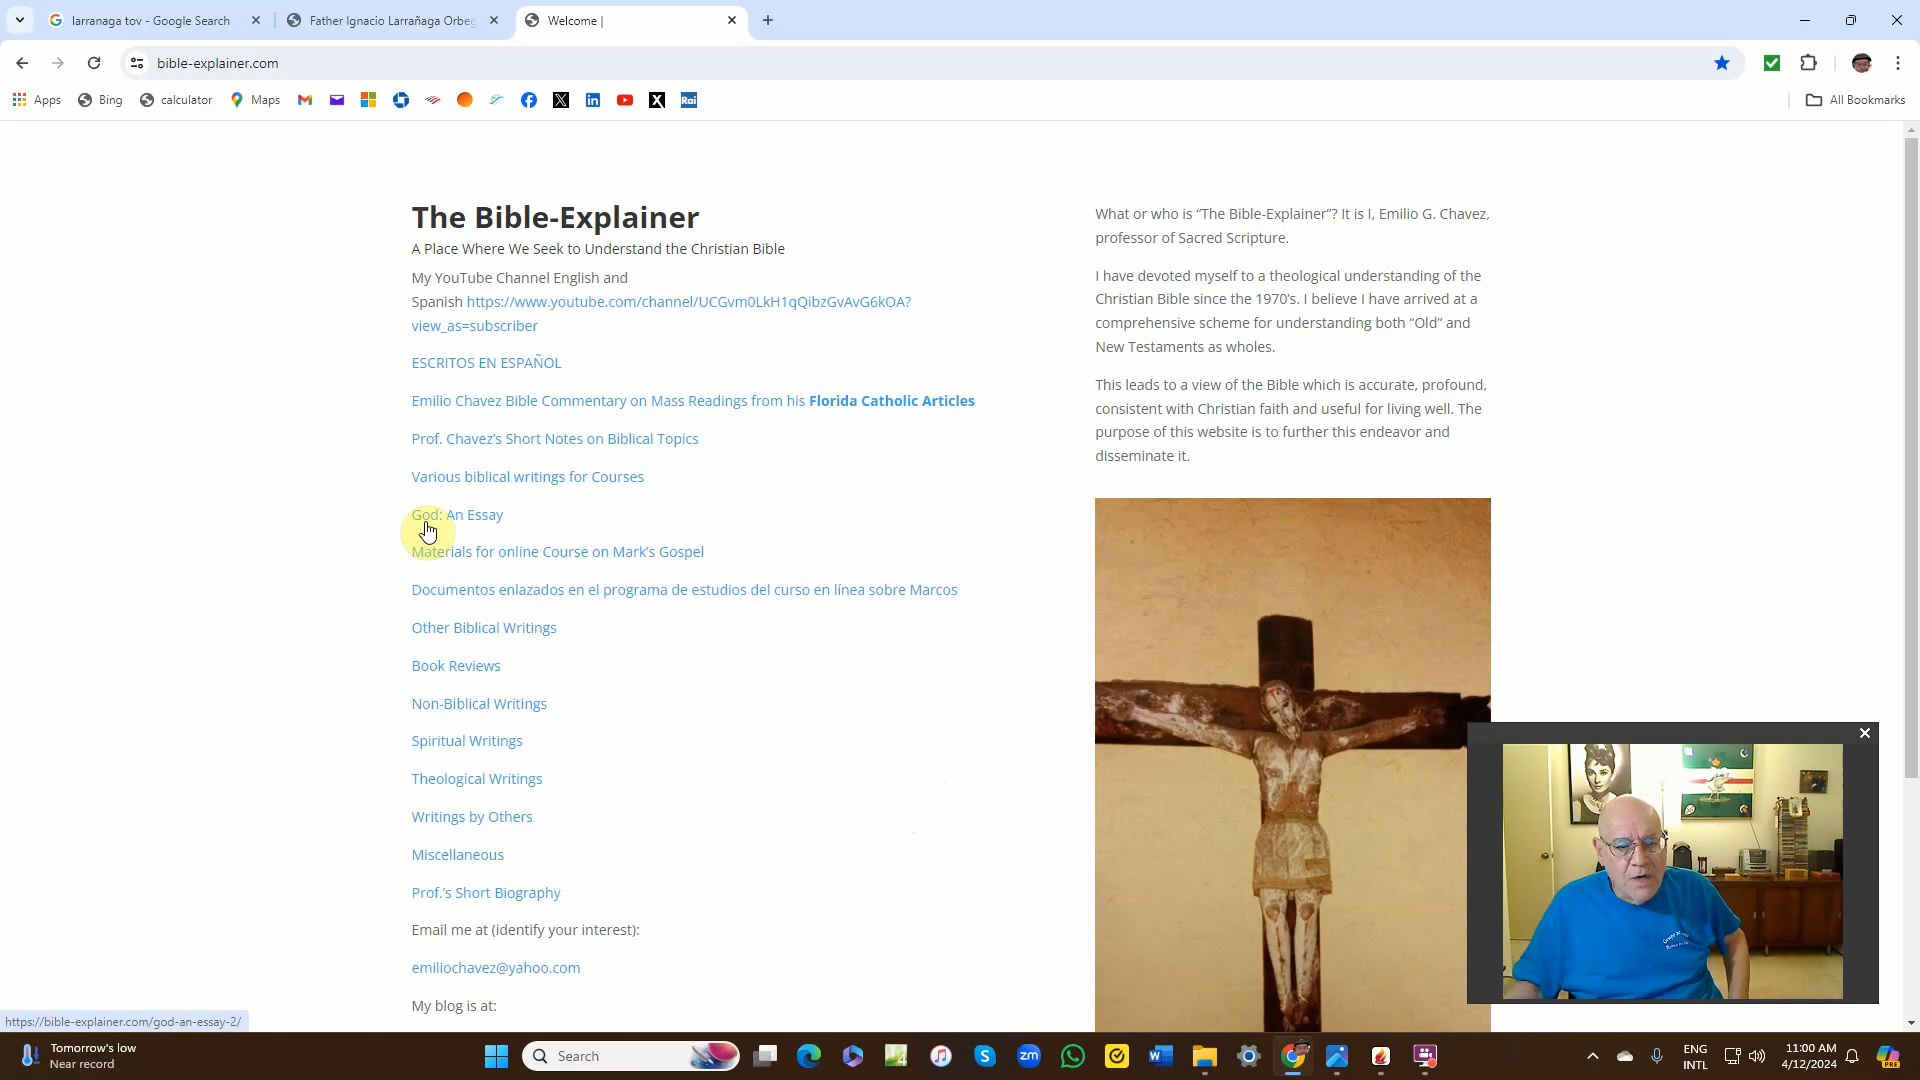 larranaga tov - Google Search
Father Ignacio Larrañaga Orbeg
Welcome |
bible-explainer.com
Apps
Bing
calculator
Maps
All Bookmarks
The Bible-Explainer
A Place Where We Seek to Understand the Christian Bible
My YouTube Channel English and
Spanish https://www.youtube.com/channel/UCGvm0LkH1qQibzGvAvG6kOA?
view_as=subscriber
ESCRITOS EN ESPAÑOL
Emilio Chavez Bible Commentary on Mass Readings from his Florida Catholic Articles
Prof. Chavez’s Short Notes on Biblical Topics
Various biblical writings for Courses
God: An Essay
Materials for online Course on Mark’s Gospel
Documentos enlazados en el programa de estudios del curso en línea sobre Marcos
Other Biblical Writings
Book Reviews
Non-Biblical Writings
Spiritual Writings
Theological Writings
Writings by Others
Miscellaneous
Prof.’s Short Biography
Email me at (identify your interest):
emiliochavez@yahoo.com
My blog is at:
What or who is “The Bible-Explainer”? It is I, Emilio G. Chavez,
professor of Sacred Scripture.
I have devoted myself to a theological understanding of the
Christian Bible since the 1970’s. I believe I have arrived at a
comprehensive scheme for understanding both “Old” and
New Testaments as wholes.
This leads to a view of the Bible which is accurate, profound,
consistent with Christian faith and useful for living well. The
purpose of this website is to further this endeavor and
disseminate it.
https://bible-explainer.com/god-an-essay-2/
Tomorrow's low
Near record
Search
ENG
INTL
11:00 AM
4/12/2024